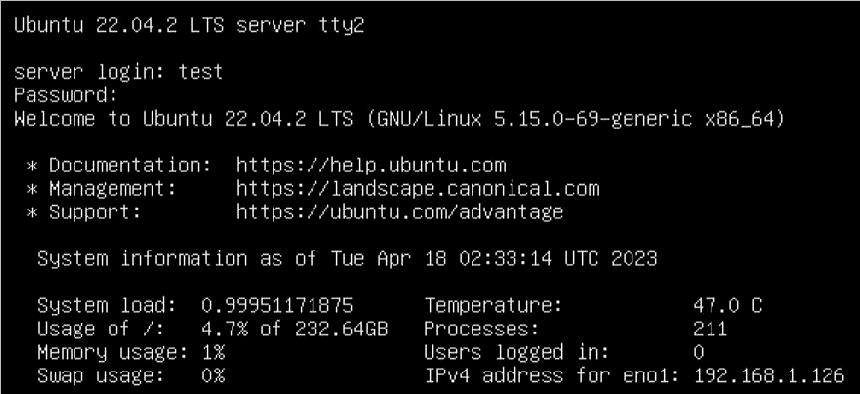 Ubuntu 22.04.2 LTS server tty2
server login: test
Password:
Welcome to Ubuntu 22.04.2 LTS (GNU/Linux 5.15.0-69-generic x86_64)
* Documentation:  https://help.ubuntu.com
* Management:     https://landscape.canonical.com
* Support:        https://ubuntu.com/advantage
System information as of Tue Apr 18 02:33:14 UTC 2023
System load:  0.99951171875      Temperature:           47.0 C
Usage of /:   4.7% of 232.64GB   Processes:             211
Memory usage: 1%                 Users logged in:       0
Swap usage:   0%                 IPv4 address for eno1: 192.168.1.126